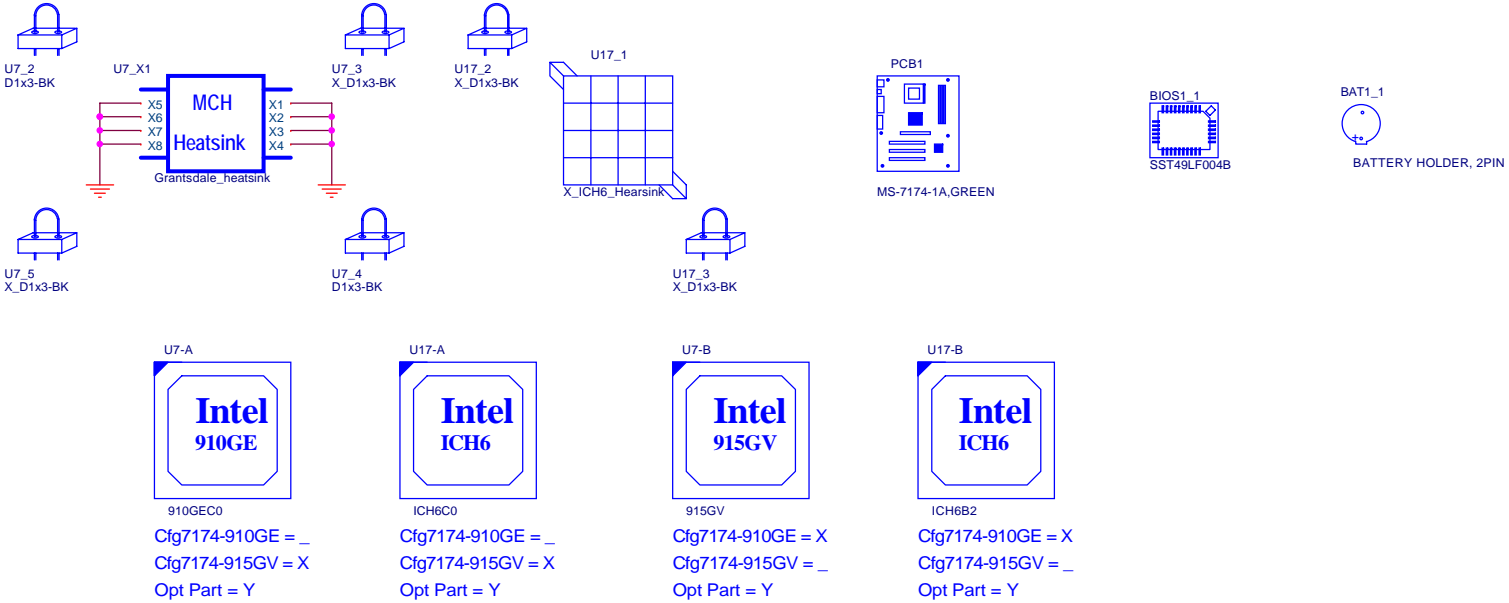 U7_2
D1x3-BK
U7_X1
X5
X6
X7
X8
MCH
Heatsink
X1
X2
X3
X4
Grantsdale_heatsink
U7_3
X_D1x3-BK
U17_2
X_D1x3-BK
U17_1
X_ICH6_Hearsink
PCB1
MS-7174-1A,GREEN
BIOS1_1
SST49LF004B
BAT1_1
+
BATTERY HOLDER, 2PIN
U7_5
X_D1x3-BK
U7_4
D1x3-BK
U17_3
X_D1x3-BK
U7-A
Intel
910GE
910GEC0
Cfg7174-910GE = _
Cfg7174-915GV = X
Opt Part = Y
U17-A
Intel
ICH6
ICH6C0
Cfg7174-910GE = _
Cfg7174-915GV = X
Opt Part = Y
U7-B
Intel
915GV
915GV
Cfg7174-910GE = X
Cfg7174-915GV = _
Opt Part = Y
U17-B
Intel
ICH6
ICH6B2
Cfg7174-910GE = X
Cfg7174-915GV = _
Opt Part = Y